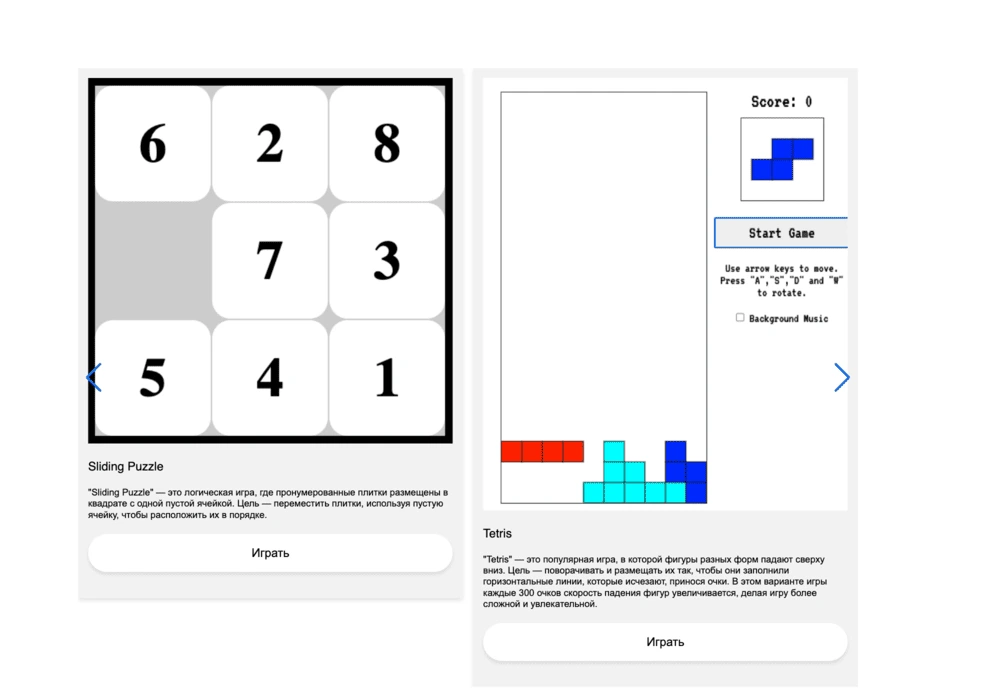 6 2 8
7 3
5 4 1
Sliding Puzzle
"Sliding Puzzle" — это логическая игра, где пронумерованные плитки размещены в
квадрате с одной пустой ячейкой. Цель — переместить плитки, используя пустую
ячейку, чтобы расположить их в порядке.
Играть
Score: 0
Start Game
Use arrow keys to move.
Press "A","S","D" and "W"
to rotate.
Background Music
Tetris
"Tetris" — это популярная игра, в которой фигуры разных форм падают сверху
вниз. Цель — поворачивать и размещать их так, чтобы они заполнили
горизонтальные линии, которые исчезают, принося очки. В этом варианте игры
каждые 300 очков скорость падения фигур увеличивается, делая игру более
сложной и увлекательной.
Играть